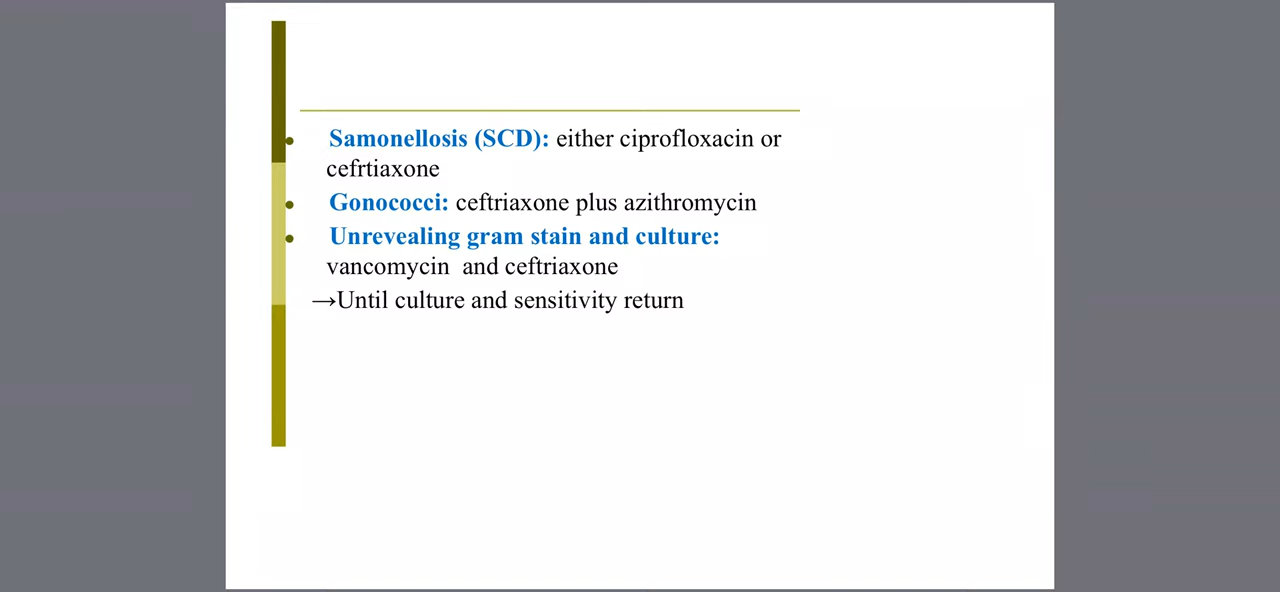 • Samonellosis (SCD): either ciprofloxacin or
cefrtiaxone
• Gonococci: ceftriaxone plus azithromycin
• Unrevealing gram stain and culture:
vancomycin and ceftriaxone
→Until culture and sensitivity return